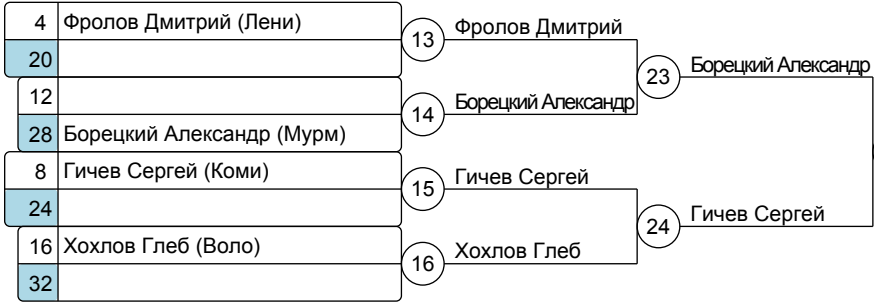 4 Фролов Дмитрий (Лени)
20
13 Фролов Дмитрий
12
28 Борецкий Александр (Мурм)
14 Борецкий Александр
23 Борецкий Александр
8 Гичев Сергей (Коми)
24
15 Гичев Сергей
16 Хохлов Глеб (Воло)
32
16 Хохлов Глеб
24 Гичев Сергей